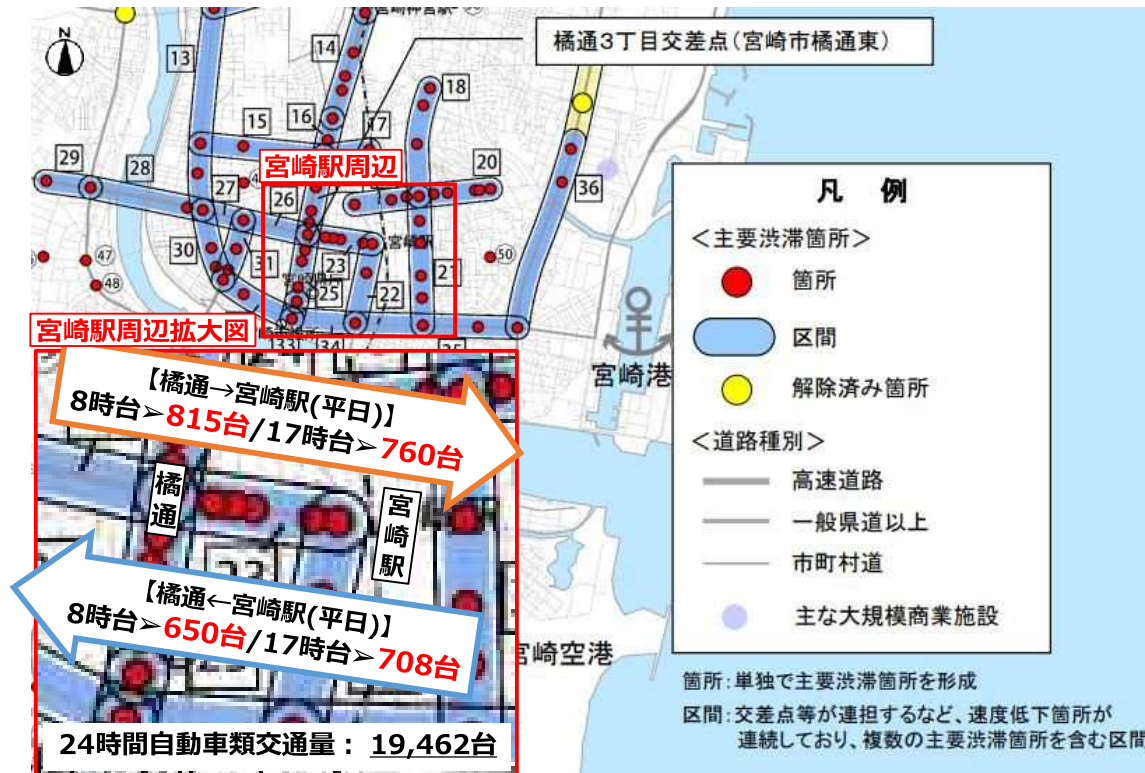 N
宮崎神宮駅
橘通3丁目交差点(宮崎市橘通東)
13
14
18
16
15
17
宮崎駅周辺
29
28
20
27
26
36
宮崎駅
30
31
23
50
47
21
25
22
48
宮崎駅周辺拡大図
33
34
宮崎港
【橘通→宮崎駅(平日)】
8時台➢815台/17時台➢760台
橘通
宮崎駅
23
【橘通←宮崎駅(平日)】
8時台➢650台/17時台➢708台
24時間自動車類交通量： 19,462台
宮崎空港
凡 例
＜主要渋滞箇所＞
箇所
区間
解除済み箇所
＜道路種別＞
高速道路
一般県道以上
市町村道
主な大規模商業施設
箇所：単独で主要渋滞箇所を形成
区間：交差点等が連担するなど、速度低下箇所が
連続しており、複数の主要渋滞箇所を含む区間